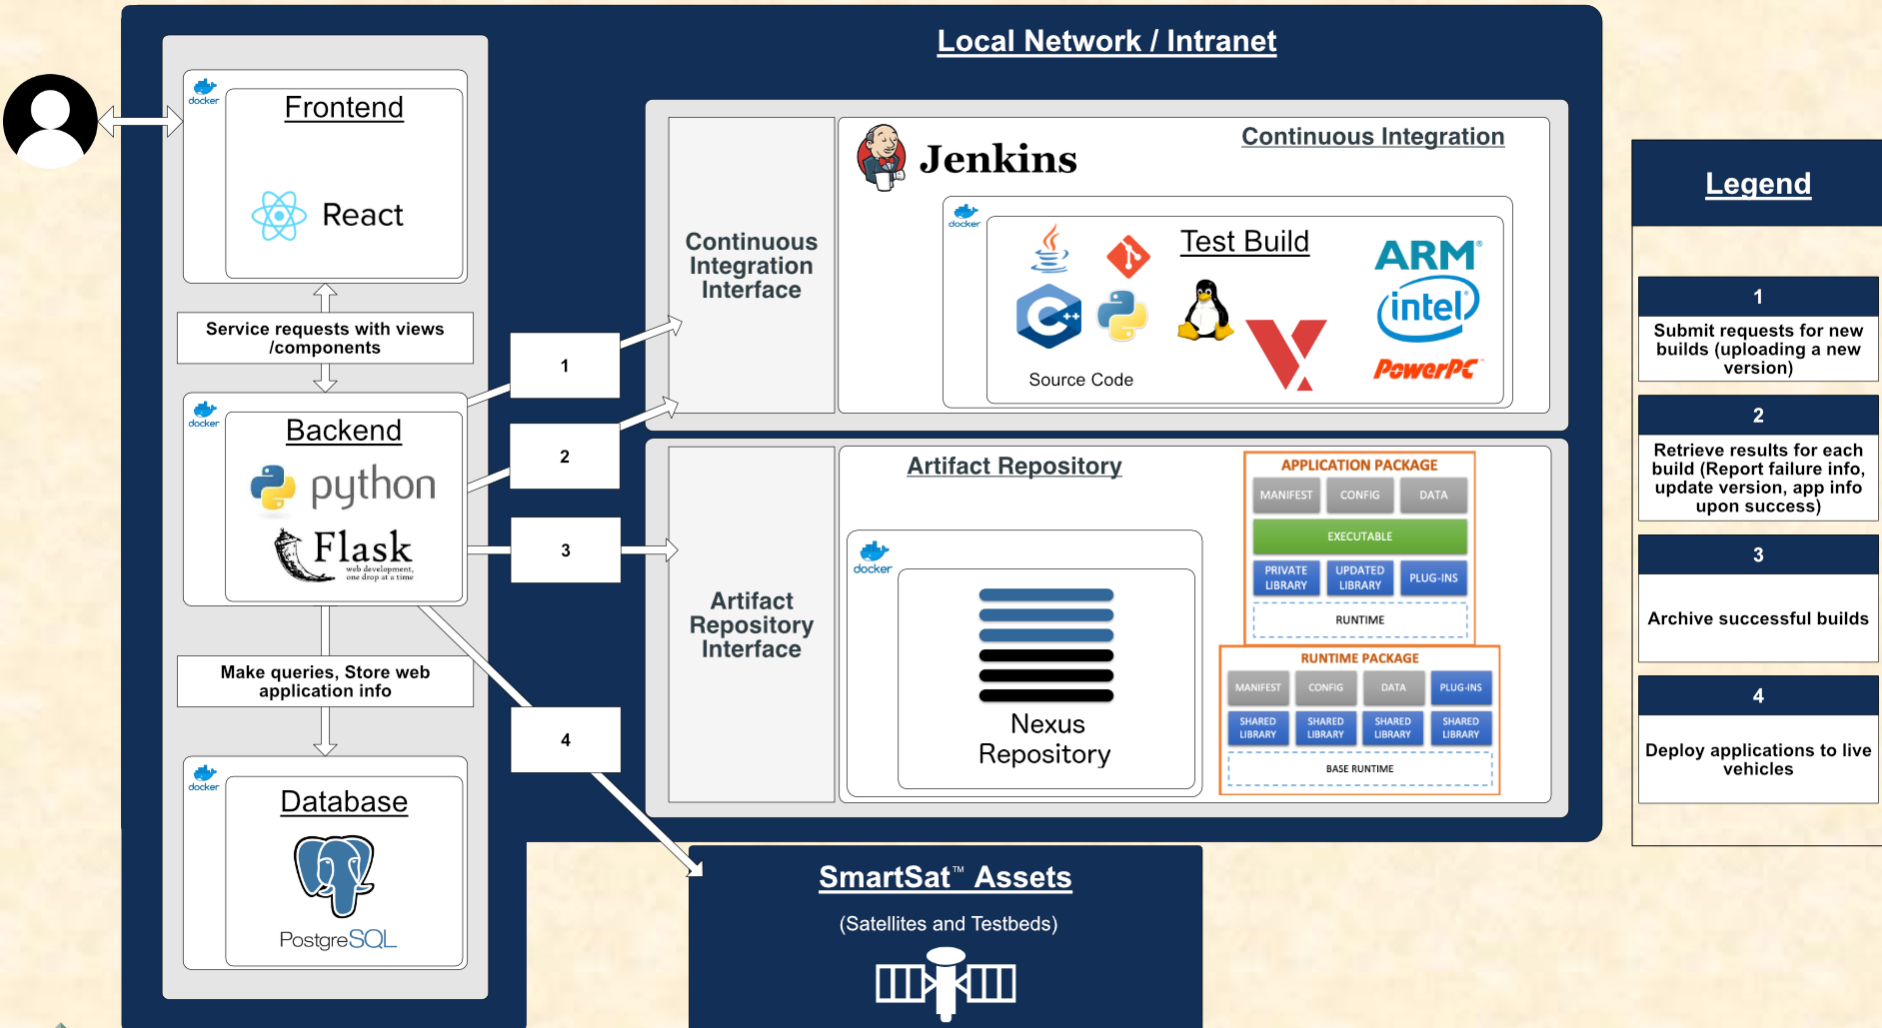 Local Network / Intranet
docker
Frontend
React
Service requests with views
/components
docker
Backend
python
Flask
web development,
one drop at a time
Make queries, Store web
application info
docker
Database
PostgreSQL
1
2
3
4
Continuous
Integration
Interface
Jenkins
Continuous Integration
docker
Test Build
C++
Source Code
ARM®
intel®
PowerPC™
Artifact
Repository
Interface
Artifact Repository
docker
Nexus
Repository
APPLICATION PACKAGE
MANIFEST
CONFIG
DATA
EXECUTABLE
PRIVATE
LIBRARY
UPDATED
LIBRARY
PLUG-INS
RUNTIME
RUNTIME PACKAGE
MANIFEST
CONFIG
DATA
PLUG-INS
SHARED
LIBRARY
SHARED
LIBRARY
SHARED
LIBRARY
SHARED
LIBRARY
BASE RUNTIME
SmartSat™ Assets
(Satellites and Testbeds)
Legend
1
Submit requests for new
builds (uploading a new
version)
2
Retrieve results for each
build (Report failure info,
update version, app info
upon success)
3
Archive successful builds
4
Deploy applications to live
vehicles